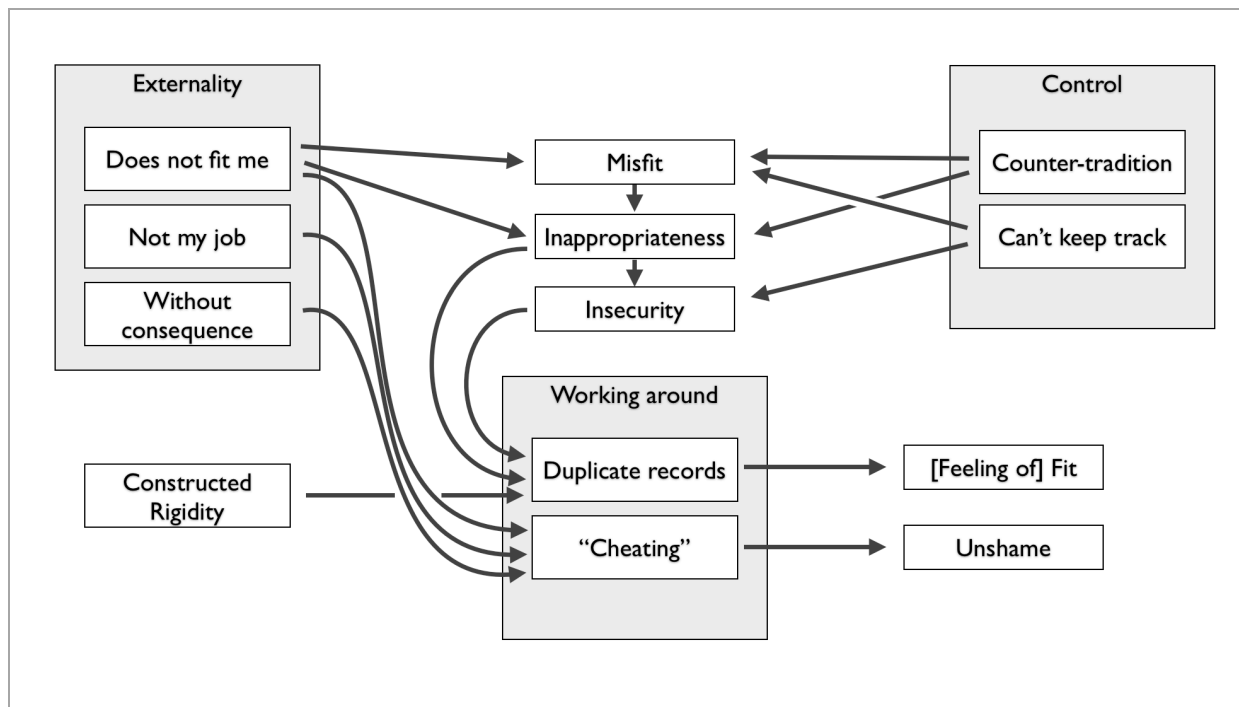 Externality
Does not fit me
Not my job
Without
consequence
Constructed
Rigidity
Misfit
Inappropriateness
Insecurity
Control
Counter-tradition
Can’t keep track
Working around
Duplicate records
“Cheating”
[Feeling of] Fit
Unshame